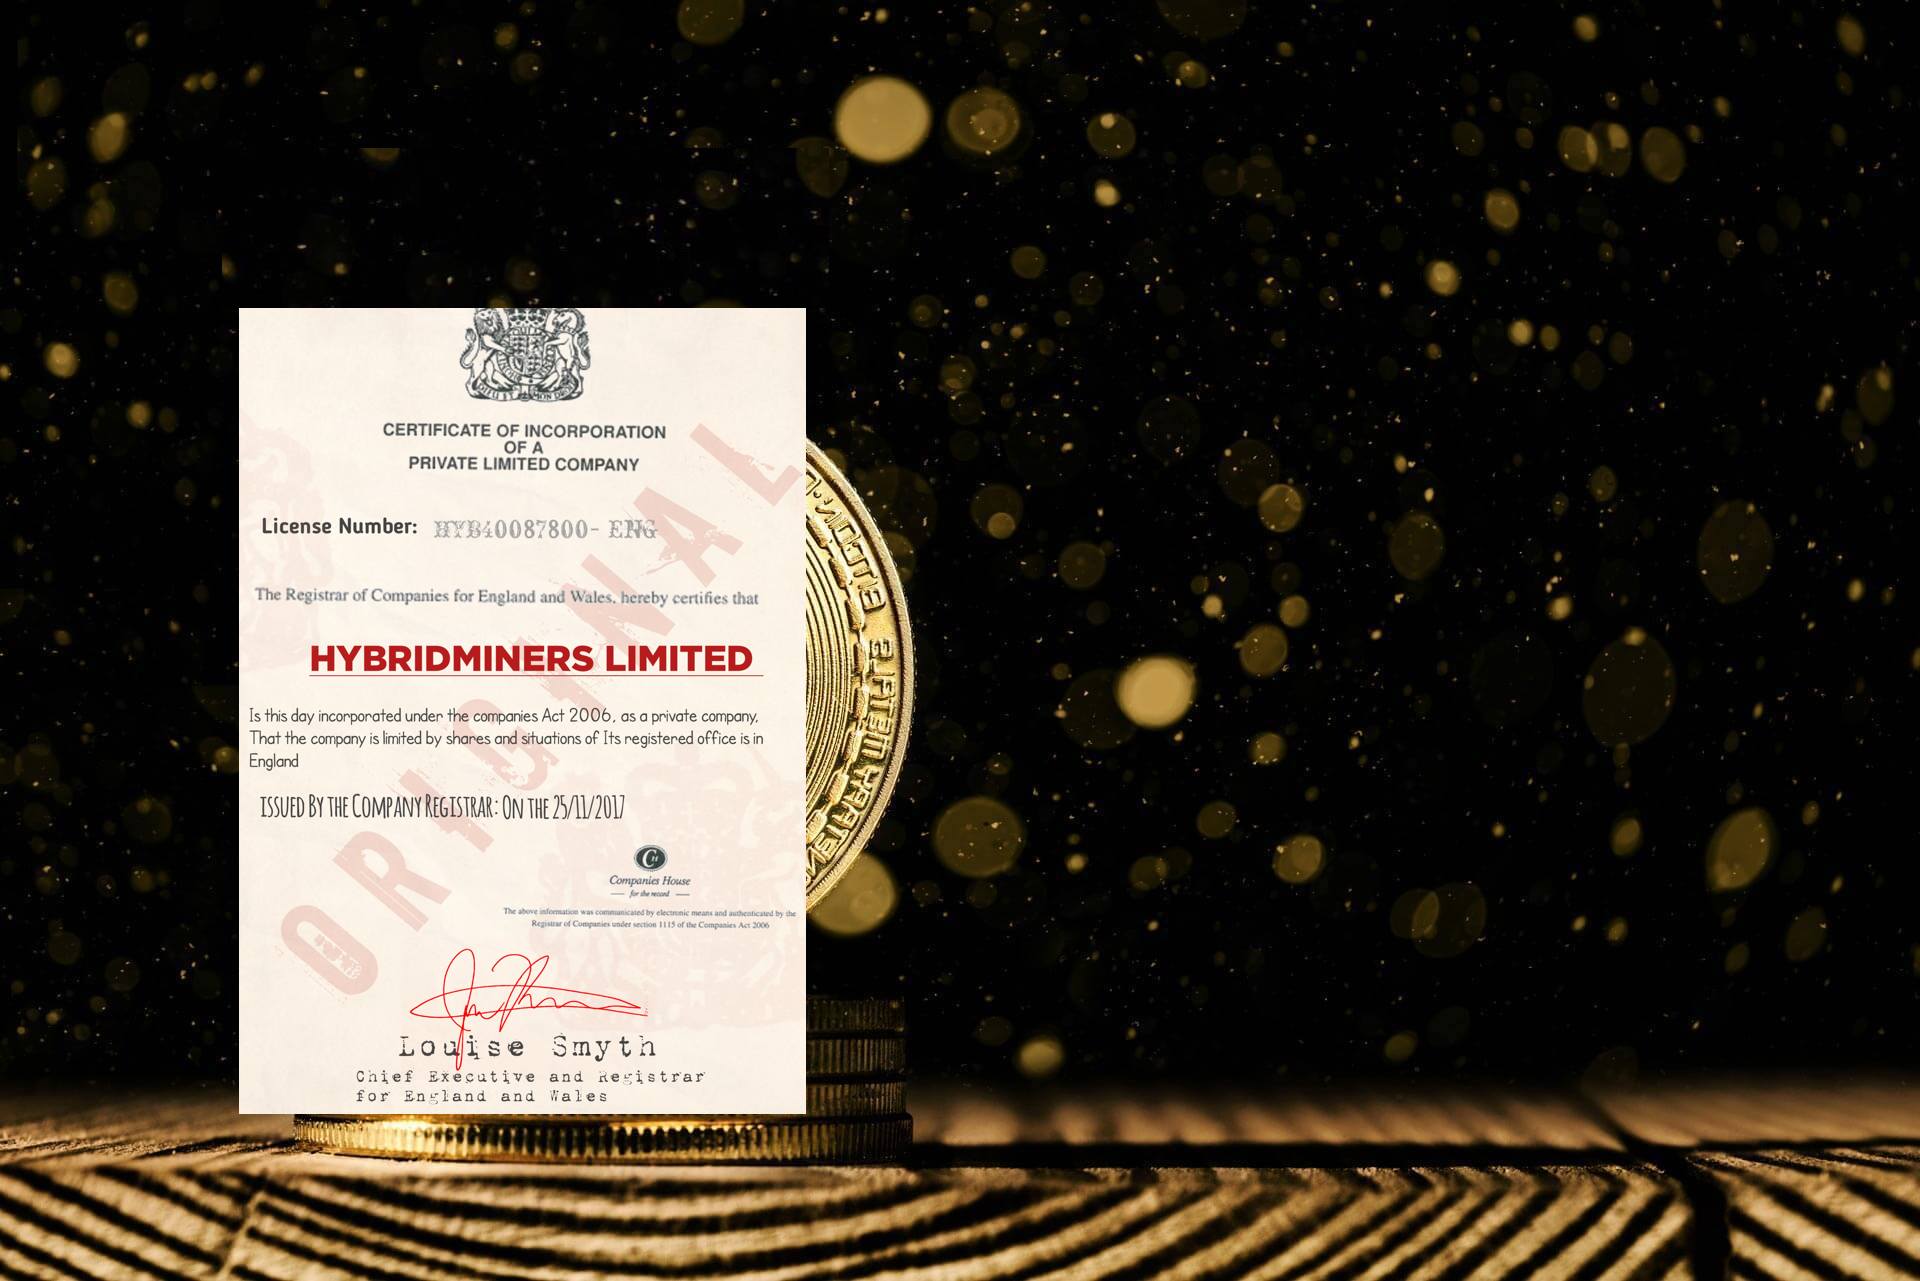 CERTIFICATE OF INCORPORATION
OF A
PRIVATE LIMITED COMPANY
License Number: HYB40087800- ENG
The Registrar of Companies for England and Wales, hereby certifies that
HYBRIDMINERS LIMITED
Is this day incorporated under the companies Act 2006, as a private company,
That the company is limited by shares and situations of Its registered office is in
England
ISSUED BY THE COMPANY REGISTRAR: ON THE 25/11/2017
ORIGINAL
CH
Companies House
for the record
The above information was communicated by electronic means and authenticated by the
Registrar of Companies under section 1115 of the Companies Act 2006
Louise Smyth
Chief Executive and Registrar
for England and Wales